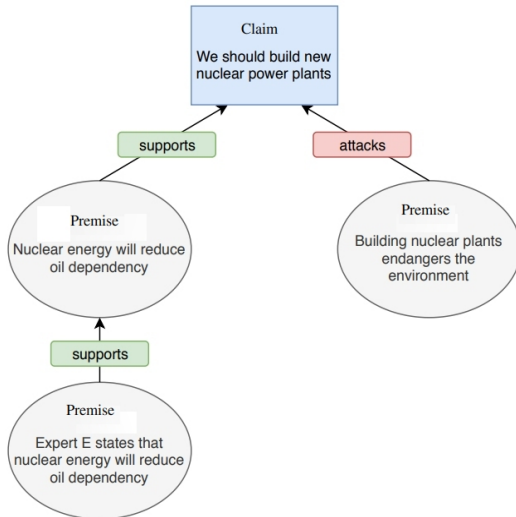 Claim
We should build new
nuclear power plants
supports
attacks
Premise
Nuclear energy will reduce
oil dependency
Premise
Building nuclear plants
endangers the
environment
supports
Premise
Expert E states that
nuclear energy will reduce
oil dependency